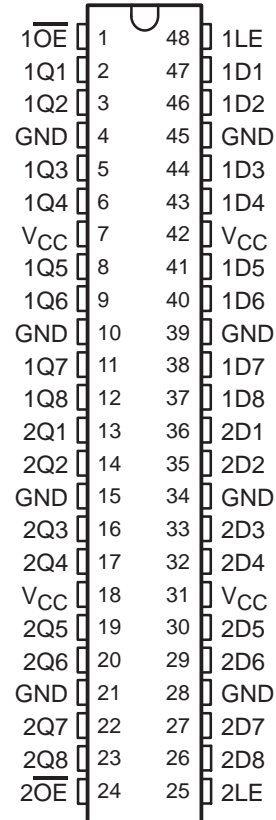 1O̅E̅ 1 48 1LE
1Q1 2 47 1D1
1Q2 3 46 1D2
GND 4 45 GND
1Q3 5 44 1D3
1Q4 6 43 1D4
VCC 7 42 VCC
1Q5 8 41 1D5
1Q6 9 40 1D6
GND 10 39 GND
1Q7 11 38 1D7
1Q8 12 37 1D8
2Q1 13 36 2D1
2Q2 14 35 2D2
GND 15 34 GND
2Q3 16 33 2D3
2Q4 17 32 2D4
VCC 18 31 VCC
2Q5 19 30 2D5
2Q6 20 29 2D6
GND 21 28 GND
2Q7 22 27 2D7
2Q8 23 26 2D8
2O̅E̅ 24 25 2LE